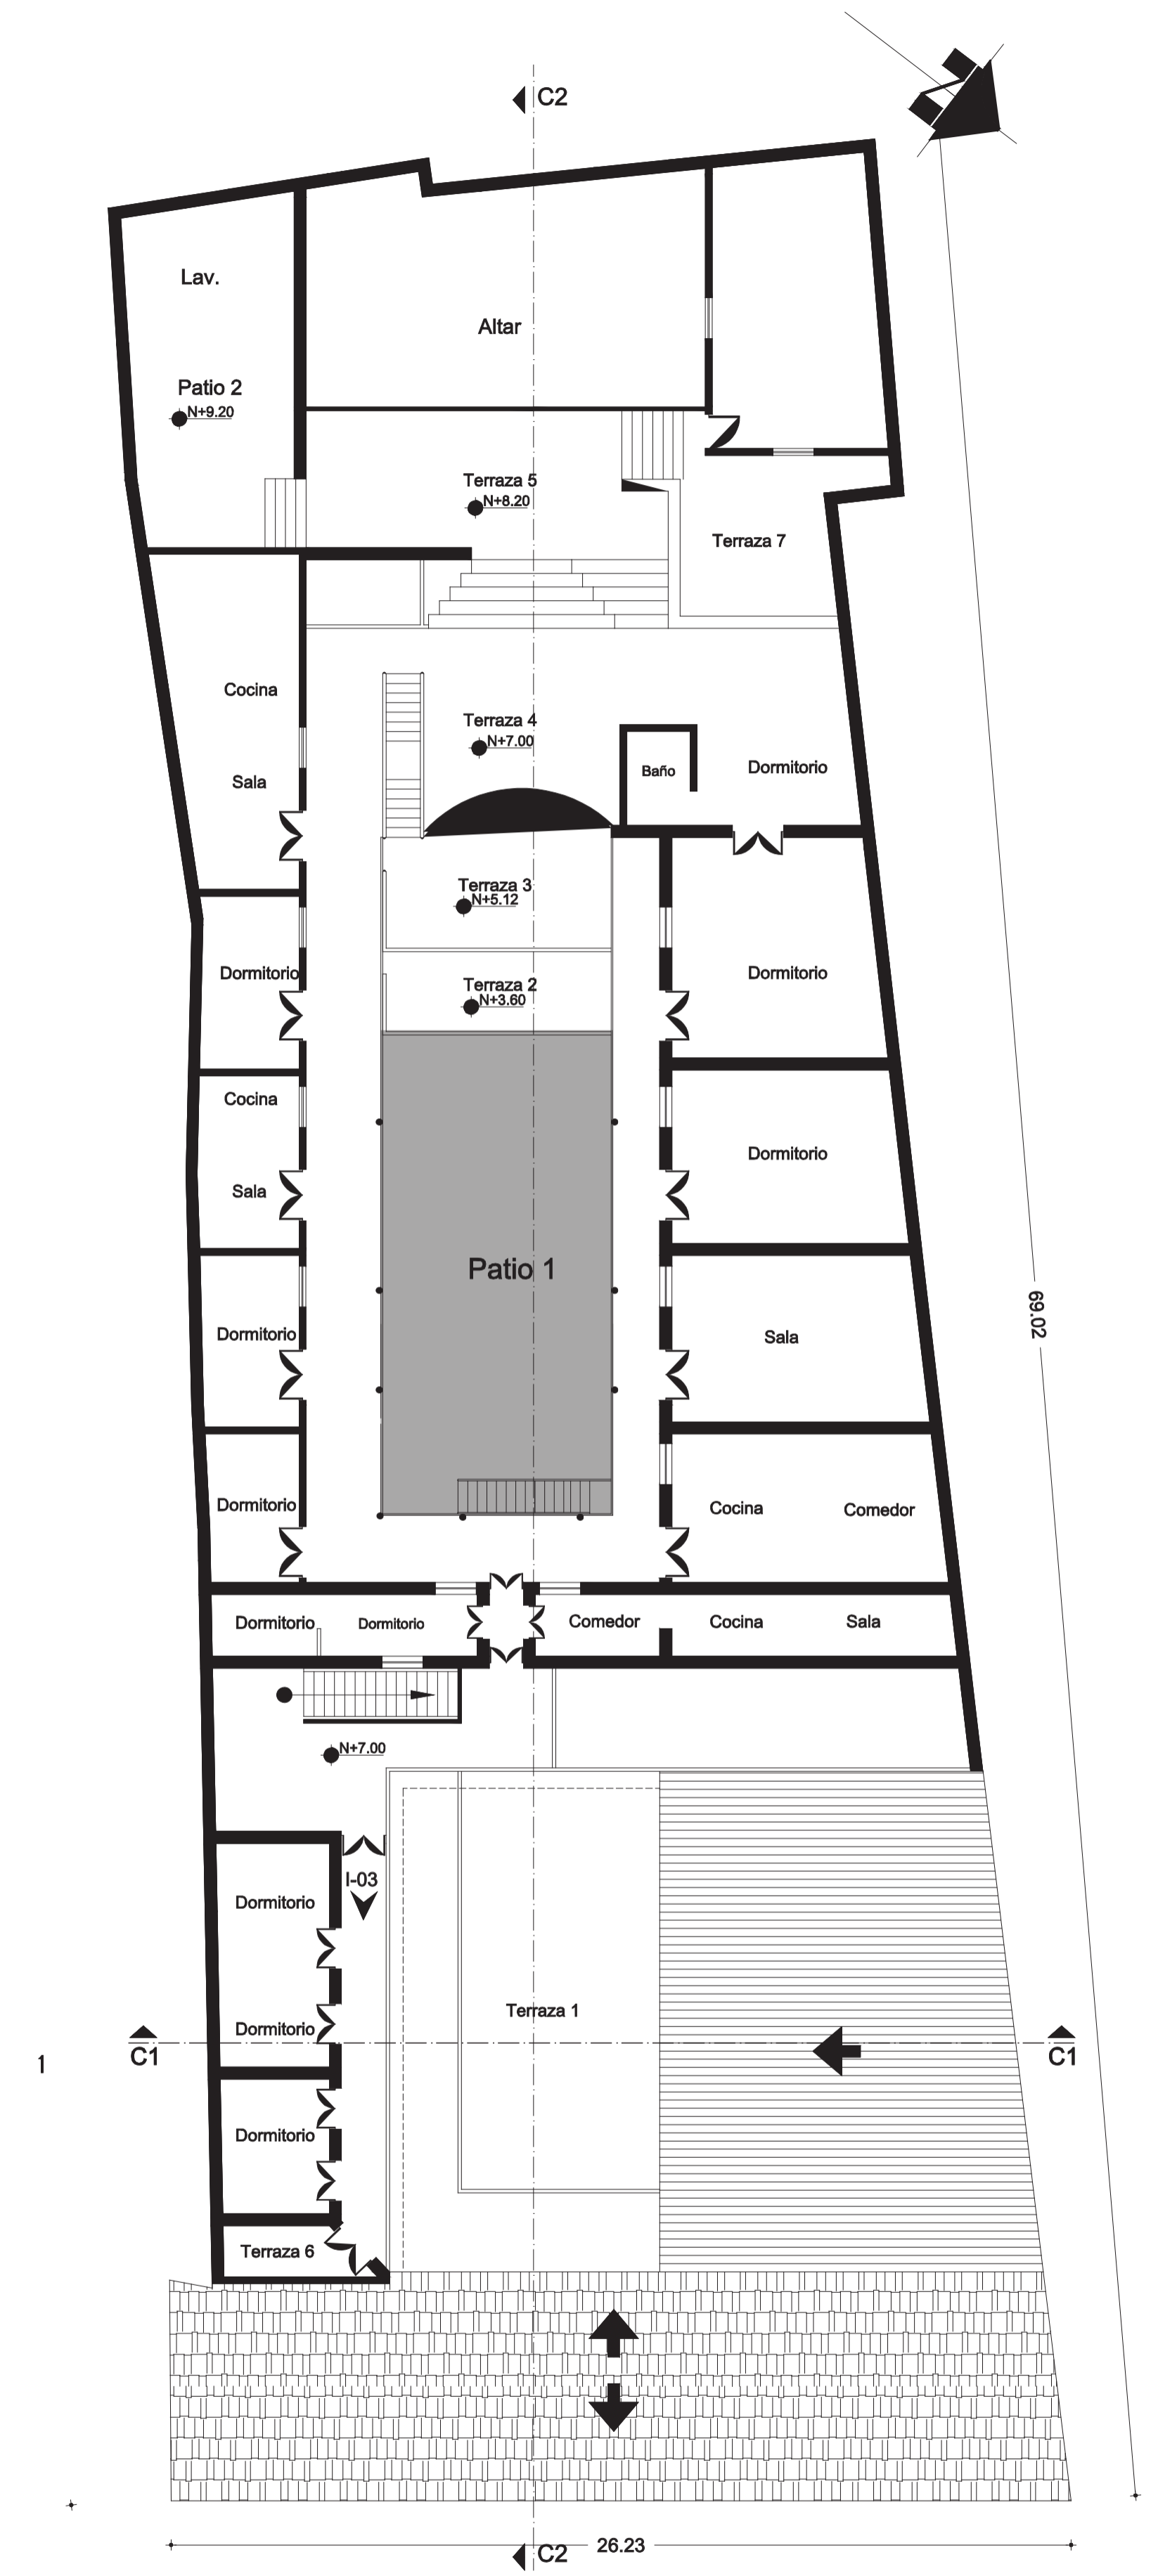 C2
N
Lav.
Altar
Patio 2
N+9.20
Terraza 5
N+8.20
Terraza 7
Cocina
Terraza 4
N+7.00
Baño
Dormitorio
Sala
Terraza 3
N+5.12
Dormitorio
Dormitorio
Terraza 2
N+3.60
Cocina
Dormitorio
Sala
Patio 1
Dormitorio
Sala
69.02
Dormitorio
Cocina
Comedor
Dormitorio
Dormitorio
Comedor
Cocina
Sala
N+7.00
I-03
Dormitorio
Terraza 1
Dormitorio
C1
C1
1
Dormitorio
Terraza 6
26.23
C2